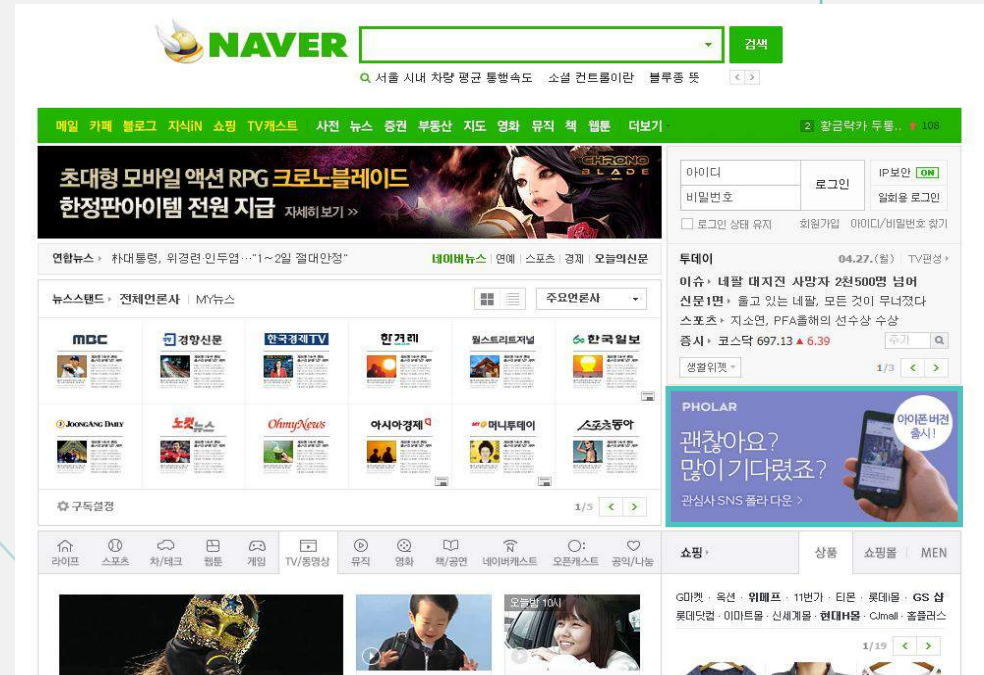 NAVER
검색
서울 시내 차량 평균 통행속도 소셜 컨트롤이란 블루종 뜻
메일 카페 블로그 지식iN 쇼핑 TV캐스트 사전 뉴스 증권 부동산 지도 영화 뮤직 책 웹툰 더보기
2 황금락카 두통.. 108
초대형 모바일 액션 RPG 크로노블레이드
한정판아이템 전원 지급 자세히보기 »
CHRONO
BLADE
아이디
비밀번호
로그인
IP보안 ON
일회용 로그인
로그인 상태 유지 회원가입 아이디/비밀번호 찾기
연합뉴스 › 朴대통령, 위경련·인두염…"1~2일 절대안정"
네이버뉴스 연예 스포츠 경제 오늘의신문
뉴스스탠드 › 전체언론사 MY뉴스
주요언론사
MBC 경향신문 한국경제TV 한겨레 월스트리트저널 한국일보
JOONGANG DAILY 노컷뉴스 OhmyNews 아시아경제 머니투데이 스포츠동아
구독설정
1/5
투데이 04.27.(월) TV편성 ›
이슈 › 네팔 대지진 사망자 2천500명 넘어
신문1면 › 울고 있는 네팔, 모든 것이 무너졌다
스포츠 › 지소연, PFA올해의 선수상 수상
증시 › 코스닥 697.13 ▲ 6.39
주가
생활위젯
1/3
PHOLAR
괜찮아요?
많이 기다렸죠?
관심사 SNS 폴라 다운 >
아이폰 버전
출시!
라이프 스포츠 차/테크 웹툰 게임 TV/동영상 뮤직 영화 책/공연 네이버캐스트 오픈캐스트 공익/나눔
오늘밤 10시
쇼핑 › 상품 쇼핑몰 MEN
G마켓 · 옥션 · 위메프 · 11번가 · 티몬 · 롯데i몰 · GS 샵
롯데닷컴 · 이마트몰 · 신세계몰 · 현대H몰 · CJmall · 홈플러스
1/19